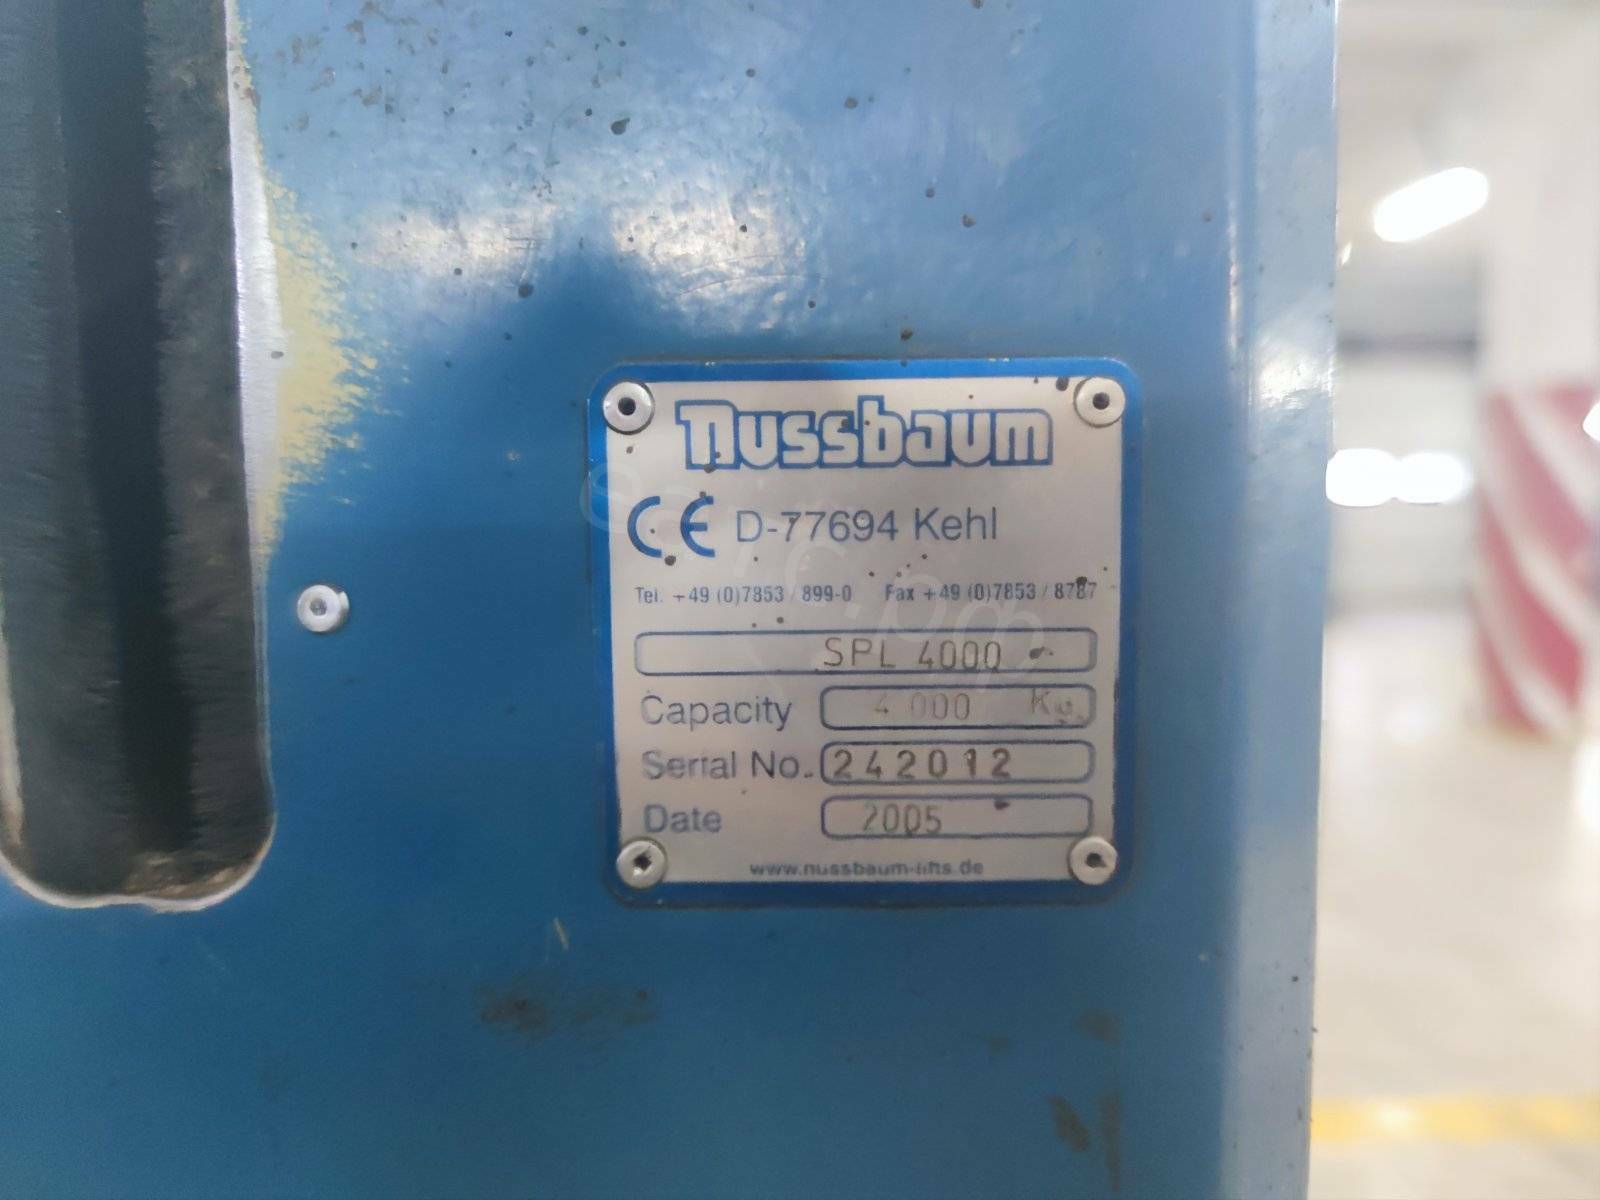 nussbaum
CE D-77694 Kehl
Tel. +49 (0)7853 / 899-0 Fax +49 (0)7853 / 8787
SPL 4000
Capacity 4 000 Kg.
Serial No. 242012
Date 2005
www.nussbaum-lifts.de